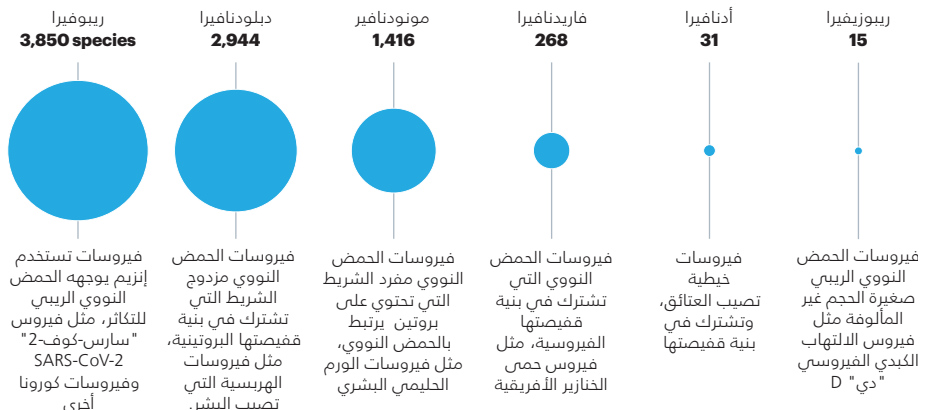 ريبوفيرا
3,850 species
فيروسات تستخدم
إنزيم يوجهه الحمض
النووي الريبي
للتكاثر، مثل فيروس
"سارس-كوف-2"
SARS-CoV-2
وفيروسات كورونا
أخرى
دبلودنافيرا
2,944
فيروسات الحمض
النووي مزدوج
الشريط التي
تشترك في بنية
قفيصتها البروتينية،
مثل فيروسات
الهربسية التي
تصيب البشر.
مونودنافير
1,416
فيروسات الحمض
النووي مفرد الشريط
التي تحتوي على
بروتين يرتبط
بالحمض النووي،
مثل فيروسات الورم
الحليمي البشري
فاريدنافيرا
268
فيروسات الحمض
النووي التي
تشترك في بنية
قفيصتها
الفيروسية، مثل
فيروس حمى
الخنازير الأفريقية
أدنافيرا
31
فيروسات
خيطية
تصيب العتائق،
وتشترك في
بنية قفيصتها
ريبوزيفيرا
15
فيروسات الحمض
النووي الريبي
صغيرة الحجم غير
المألوفة مثل
فيروس الالتهاب
الكبدي الفيروسي
"دي" D